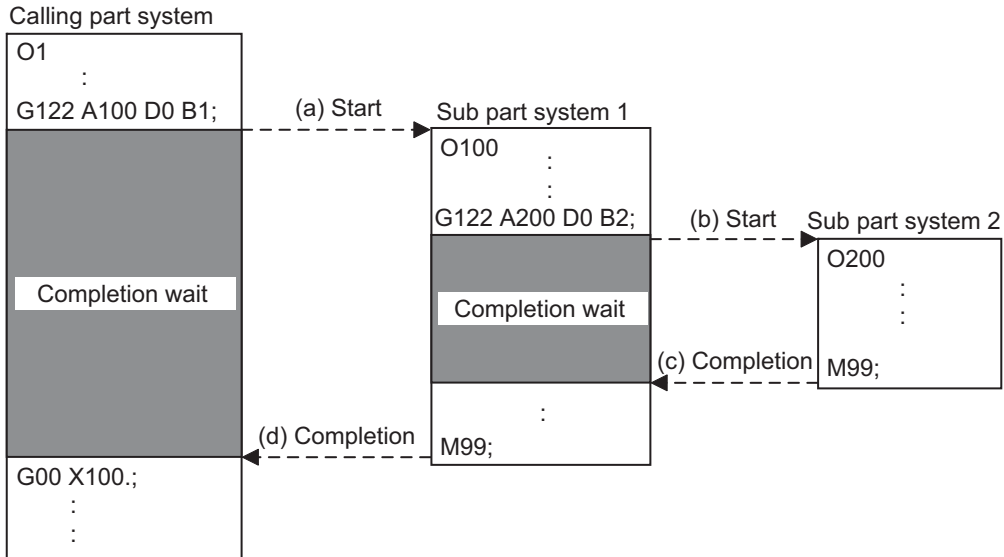 Calling part system
O1
:
G122 A100 D0 B1;
(a) Start
Completion wait
G00 X100.;
:
:
Sub part system 1
O100
:
:
G122 A200 D0 B2;
(b) Start
Completion wait
:
M99;
(d) Completion
Sub part system 2
O200
:
:
M99;
(c) Completion